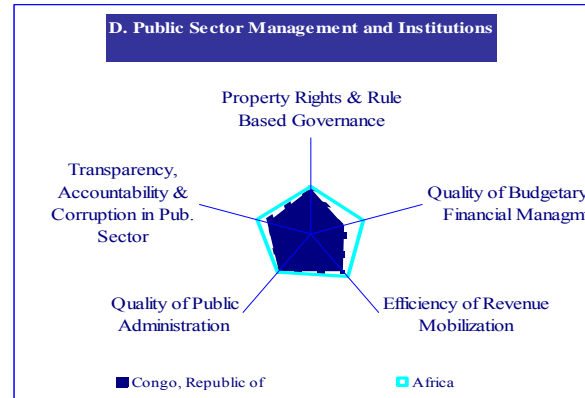 D. Public Sector Management and Institutions
Property Rights & Rule
Based Governance
Transparency,
Accountability &
Corruption in Pub.
Sector
Quality of Budgetary
Financial Managm
Quality of Public
Administration
Efficiency of Revenue
Mobilization
Congo, Republic of
Africa